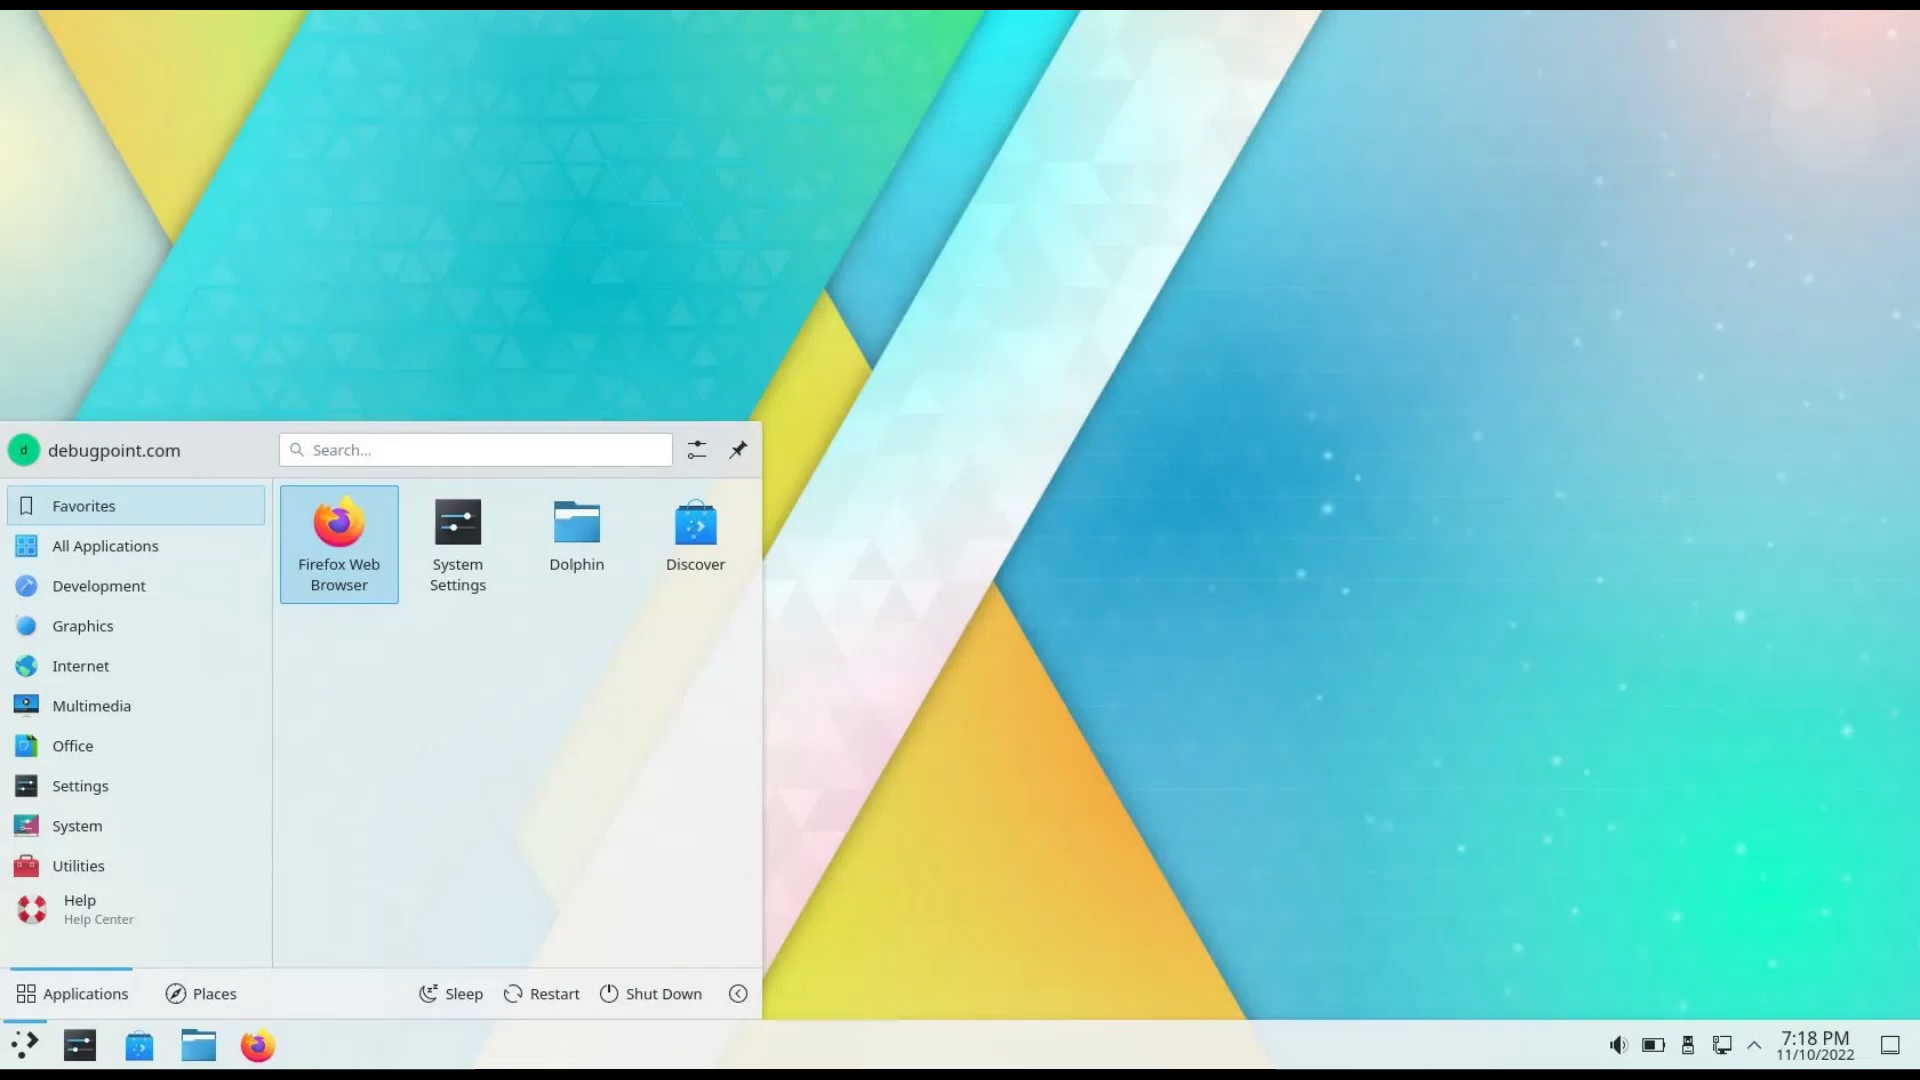 d
debugpoint.com
Search...
Favorites
All Applications
Development
Graphics
Internet
Multimedia
Office
Settings
System
Utilities
Help
Help Center
Firefox Web
Browser
System
Settings
Dolphin
Discover
Applications
Places
Sleep
Restart
Shut Down
7:18 PM
11/10/2022